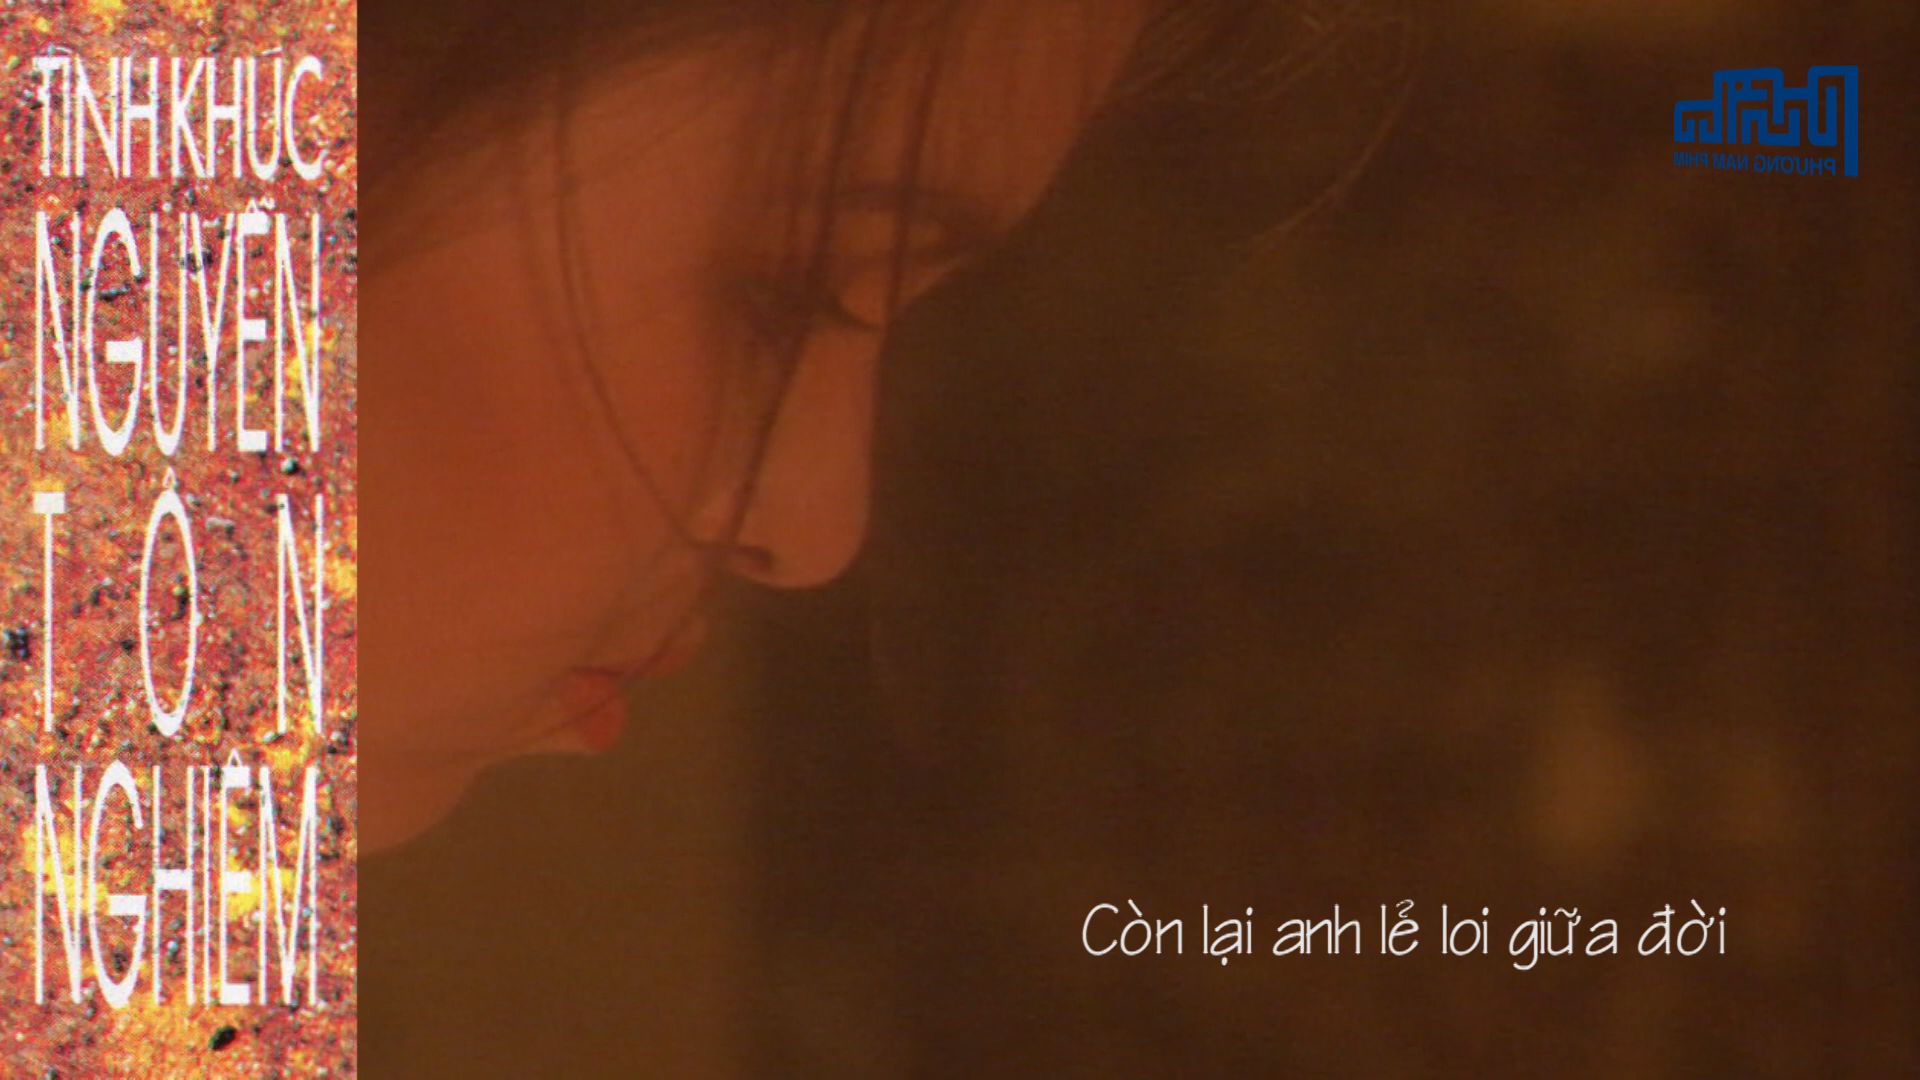 TÌNH KHÚC
NGUYỄN
TÔN
NGHIÊM
PHƯƠNG NAM PHIM
Còn lại anh lẻ loi giữa đời